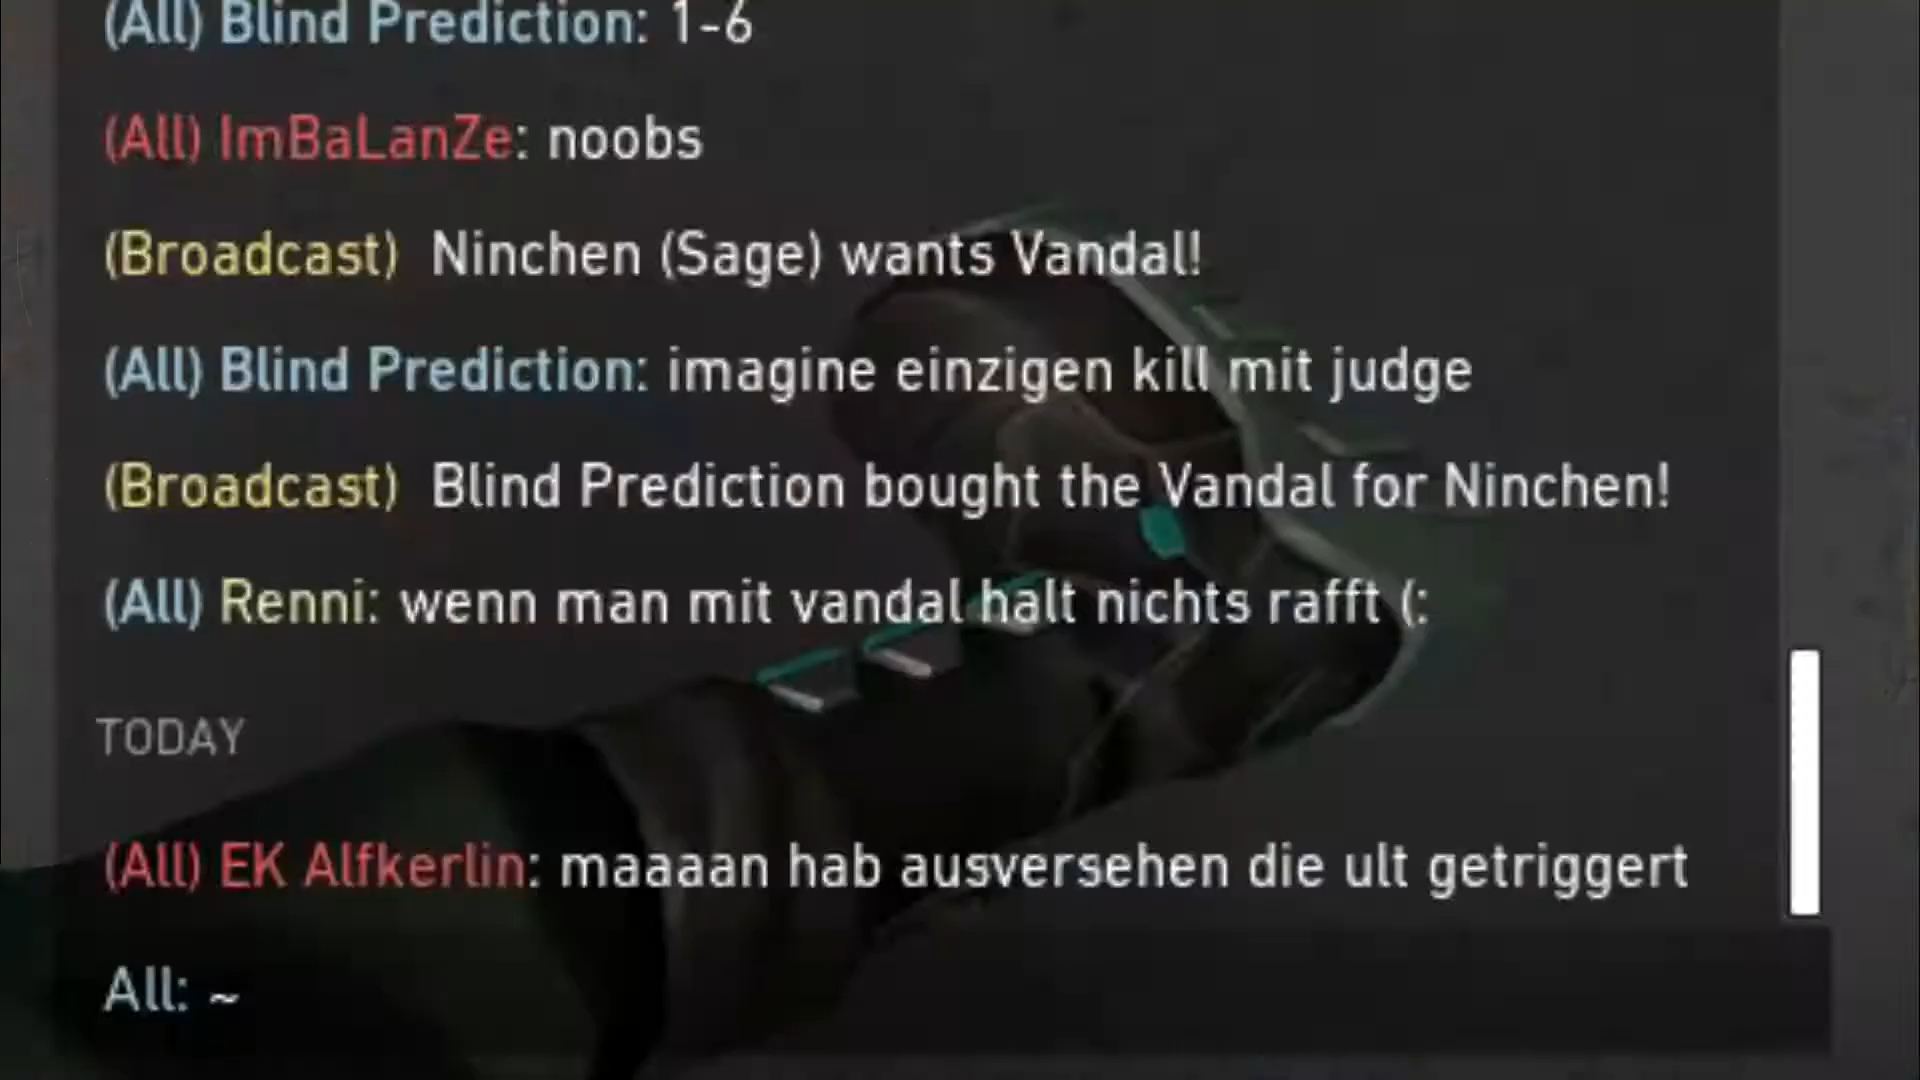 (All) Blind Prediction: 1-6
(All) ImBaLanZe: noobs
(Broadcast) Ninchen (Sage) wants Vandal!
(All) Blind Prediction: imagine einzigen kill mit judge
(Broadcast) Blind Prediction bought the Vandal for Ninchen!
(All) Renni: wenn man mit vandal halt nichts rafft (:
TODAY
(All) EK Alfkerlin: maaaan hab ausversehen die ult getriggert
All: ~